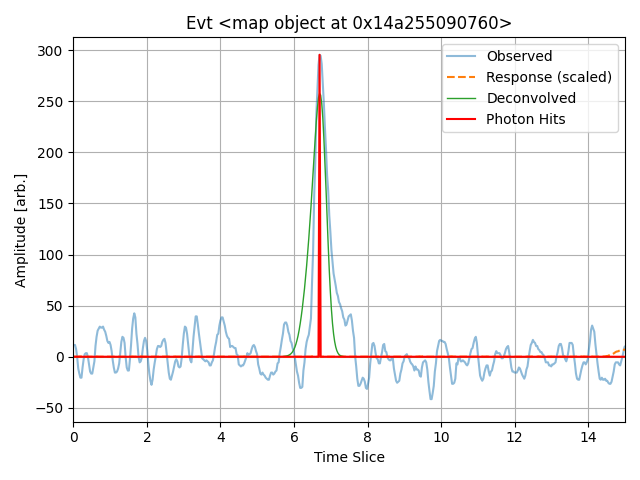 Evt <map object at 0x14a255090760>
300
250
200
150
100
50
0
−50
Amplitude [arb.]
Observed
Response (scaled)
Deconvolved
Photon Hits
0 2 4 6 8 10 12 14
Time Slice